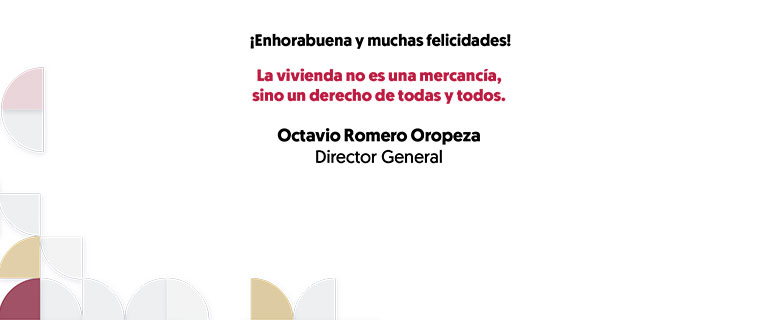 ¡Enhorabuena y muchas felicidades!
La vivienda no es una mercancía,
sino un derecho de todas y todos.
Octavio Romero Oropeza
Director General